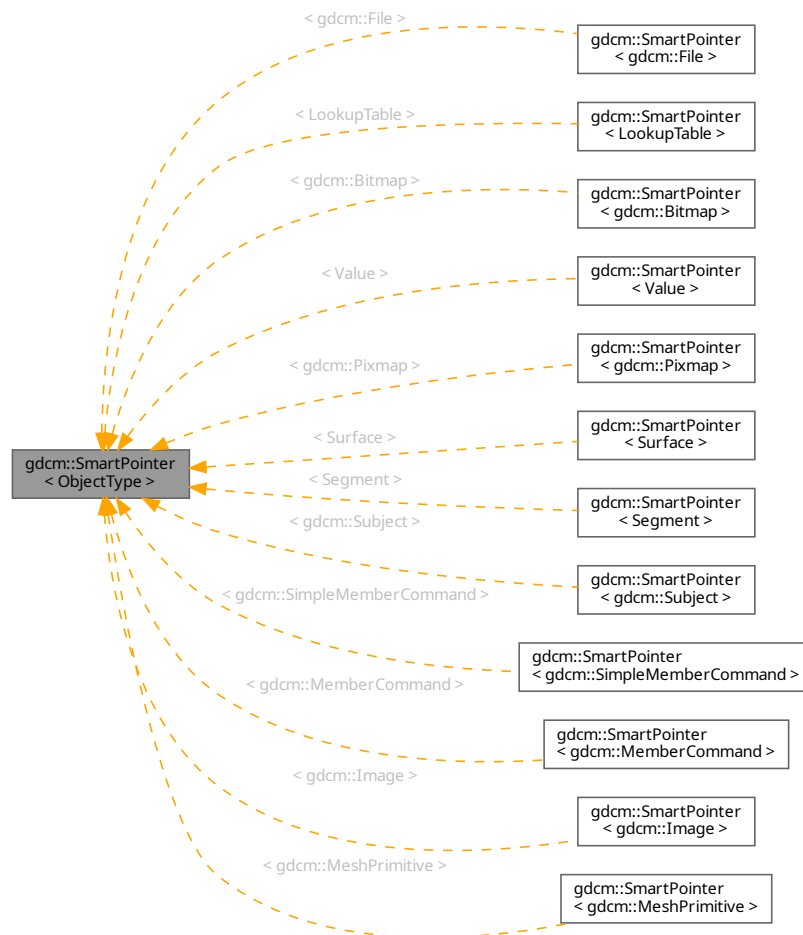 < gdcm::File >
gdcm::SmartPointer
< gdcm::File >
< LookupTable >
gdcm::SmartPointer
< LookupTable >
< gdcm::Bitmap >
gdcm::SmartPointer
< gdcm::Bitmap >
< Value >
gdcm::SmartPointer
< Value >
< gdcm::Pixmap >
gdcm::SmartPointer
< gdcm::Pixmap >
< Surface >
gdcm::SmartPointer
< Surface >
gdcm::SmartPointer
< ObjectType >
< Segment >
gdcm::SmartPointer
< Segment >
< gdcm::Subject >
gdcm::SmartPointer
< gdcm::Subject >
< gdcm::SimpleMemberCommand >
gdcm::SmartPointer
< gdcm::SimpleMemberCommand >
< gdcm::MemberCommand >
gdcm::SmartPointer
< gdcm::MemberCommand >
< gdcm::Image >
gdcm::SmartPointer
< gdcm::Image >
< gdcm::MeshPrimitive >
gdcm::SmartPointer
< gdcm::MeshPrimitive >